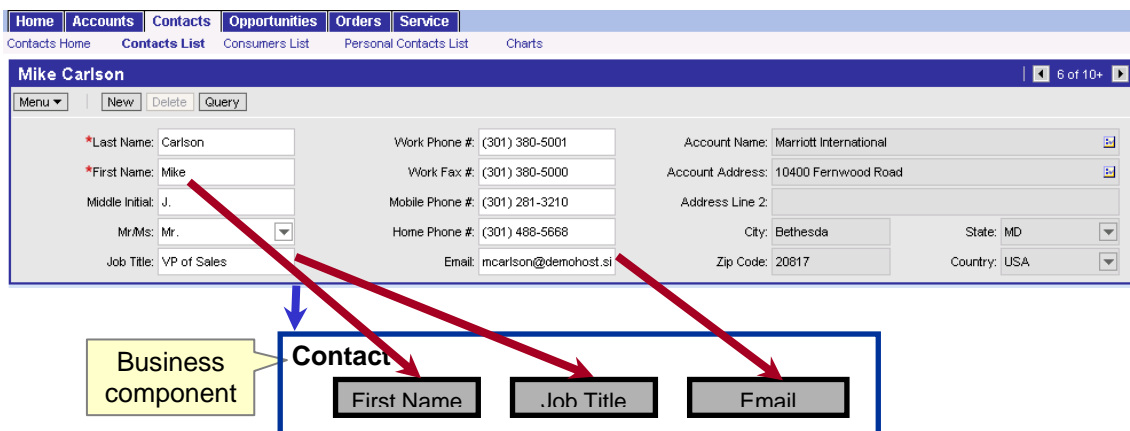 Home Accounts Contacts Opportunities Orders Service
Contacts Home Contacts List Consumers List Personal Contacts List Charts
Mike Carlson 6 of 10+
Menu New Delete Query
*Last Name: Carlson Work Phone #: (301) 380-5001 Account Name: Marriott International
*First Name: Mike Work Fax #: (301) 380-5000 Account Address: 10400 Fernwood Road
Middle Initial: J. Mobile Phone #: (301) 281-3210 Address Line 2:
Mr/Ms: Mr. Home Phone #: (301) 488-5668 City: Bethesda State: MD
Job Title: VP of Sales Email: mcarlson@demohost.si Zip Code: 20817 Country: USA
Business
component
Contact
First Name Job Title Email